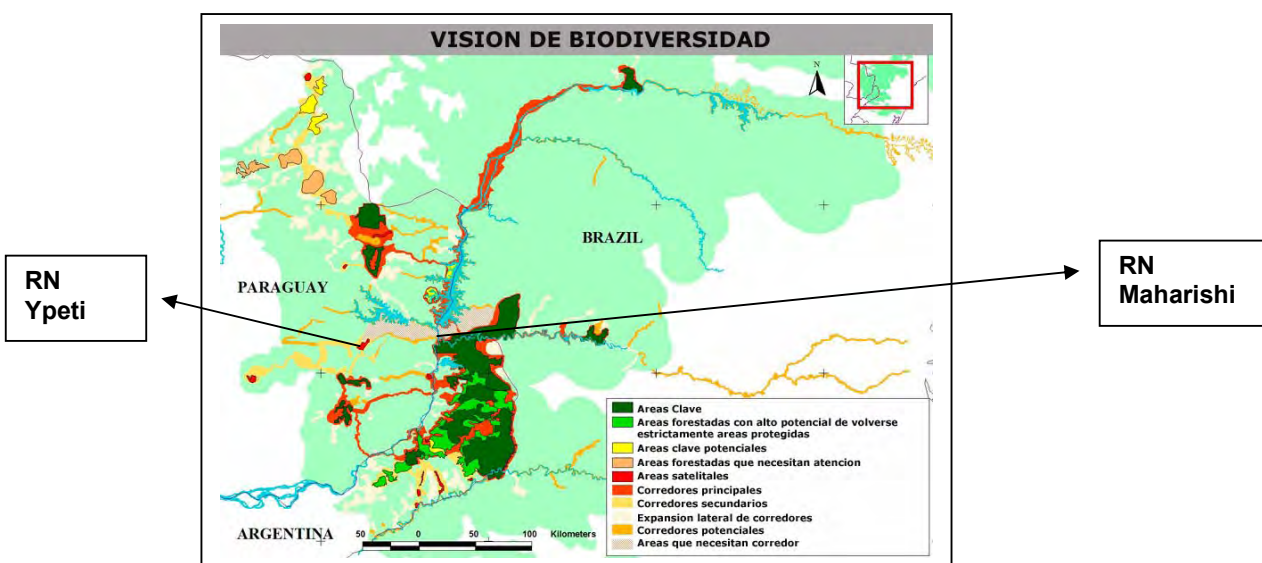 VISION DE BIODIVERSIDAD
N
BRAZIL
PARAGUAY
ARGENTINA
RN
Ypeti
RN
Maharishi
Areas Clave
Areas forestadas con alto potencial de volverse
estrictamente areas protegidas
Areas clave potenciales
Areas forestadas que necesitan atencion
Areas satelitales
Corredores principales
Corredores secundarios
Expansion lateral de corredores
Corredores potenciales
Areas que necesitan corredor
50 0 50 100 Kilometers